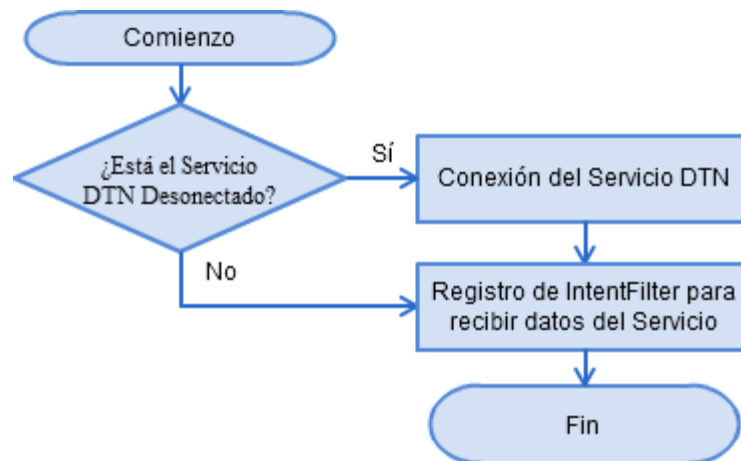 Comienzo
¿Está el Servicio
DTN Desonectado?
Sí
Conexión del Servicio DTN
No
Registro de IntentFilter para
recibir datos del Servicio
Fin